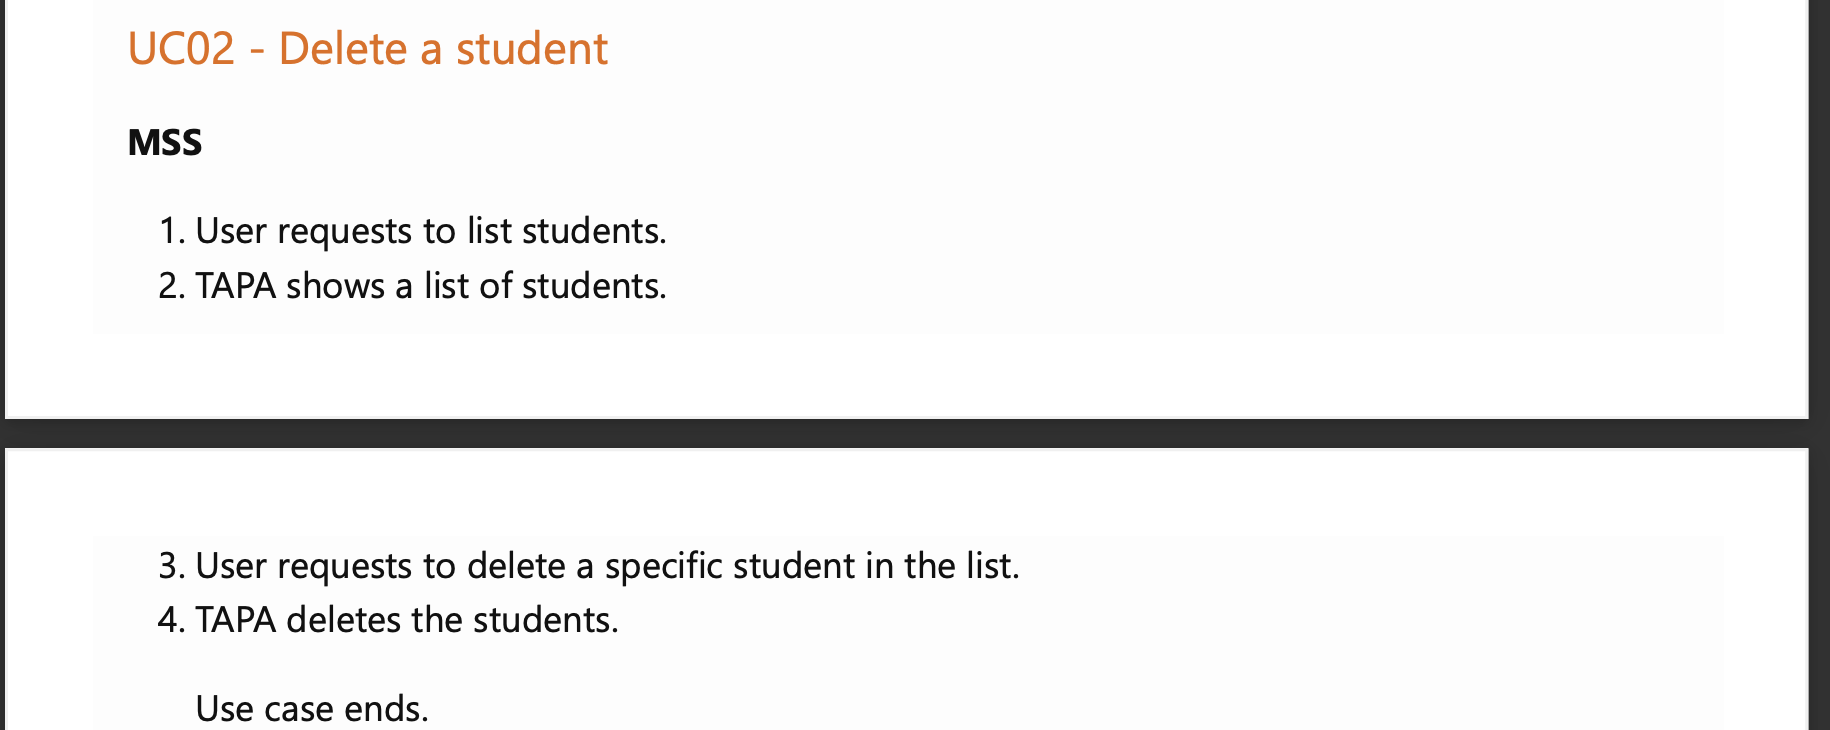 UC02 - Delete a student
MSS
1. User requests to list students.
2. TAPA shows a list of students.
3. User requests to delete a specific student in the list.
4. TAPA deletes the students.
Use case ends.